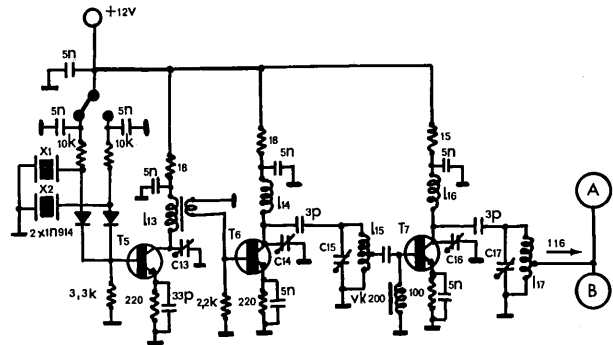 +12V
5n
5n
5n
10k
10k
X1
X2
2x1n914
T5
3,3k
220
33p
5n
18
l13
C13
T6
2,2k
220
5n
18
5n
l14
C14
3p
C15
l15
vk200
T7
100
5n
15
5n
l16
C16
3p
C17
l17
116
A
B